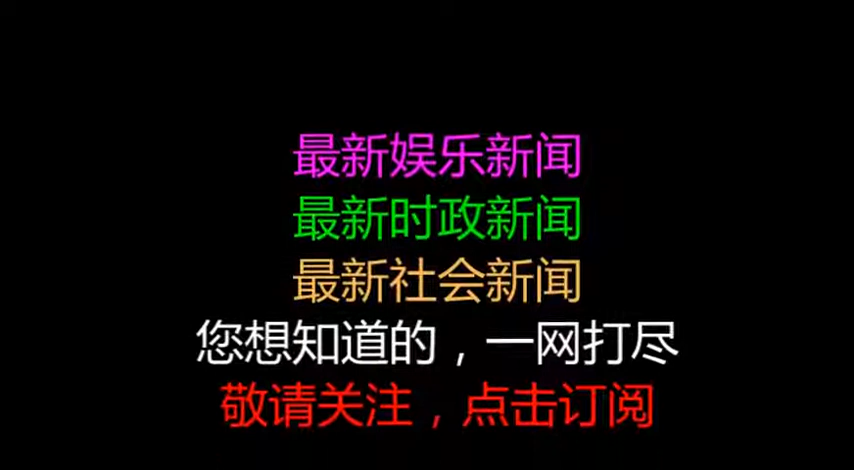 最新娱乐新闻
最新时政新闻
最新社会新闻
您想知道的，一网打尽
敬请关注，点击订阅